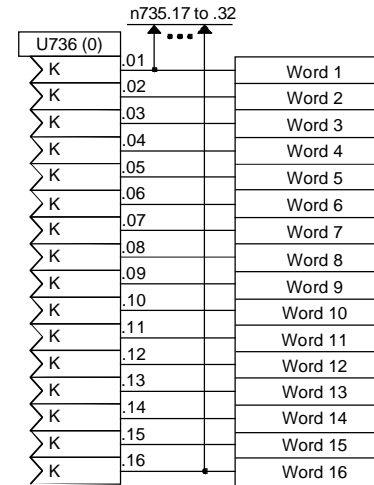 n735.17 to .32
U736 (0)
K .01 Word 1
K .02 Word 2
K .03 Word 3
K .04 Word 4
K .05 Word 5
K .06 Word 6
K .07 Word 7
K .08 Word 8
K .09 Word 9
K .10 Word 10
K .11 Word 11
K .12 Word 12
K .13 Word 13
K .14 Word 14
K .15 Word 15
K .16 Word 16